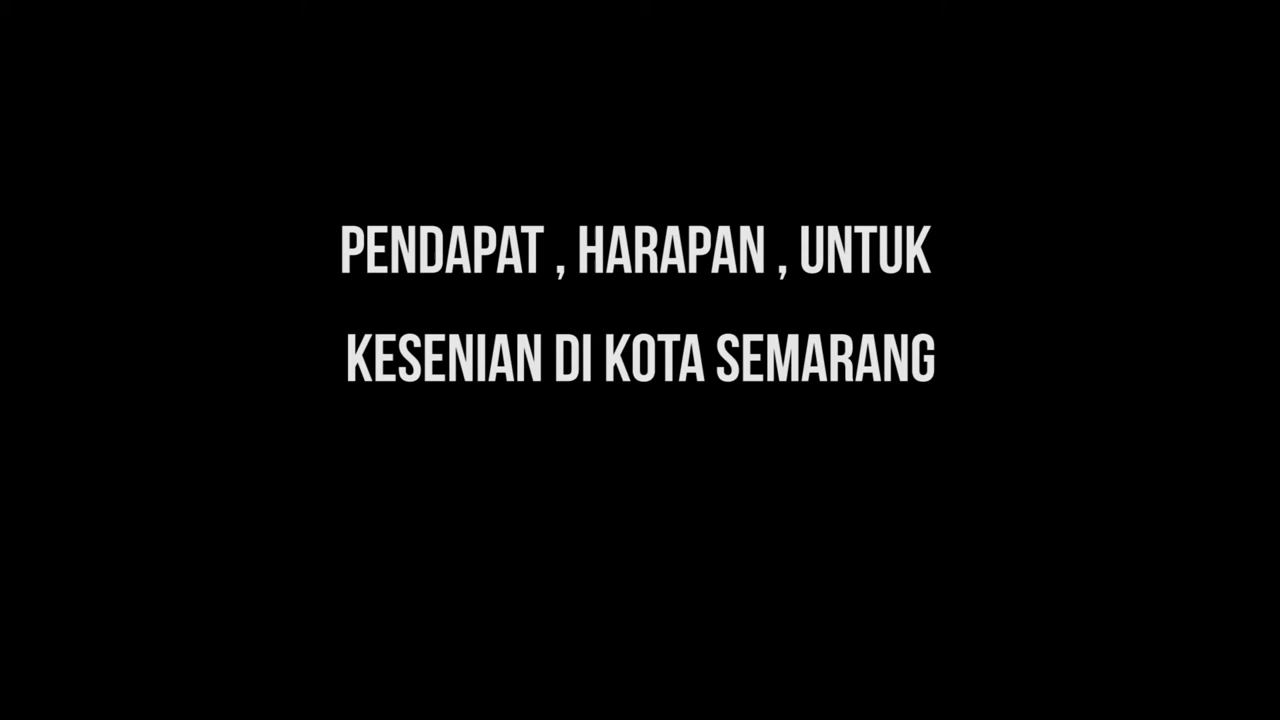 PENDAPAT , HARAPAN , UNTUK
KESENIAN DI KOTA SEMARANG